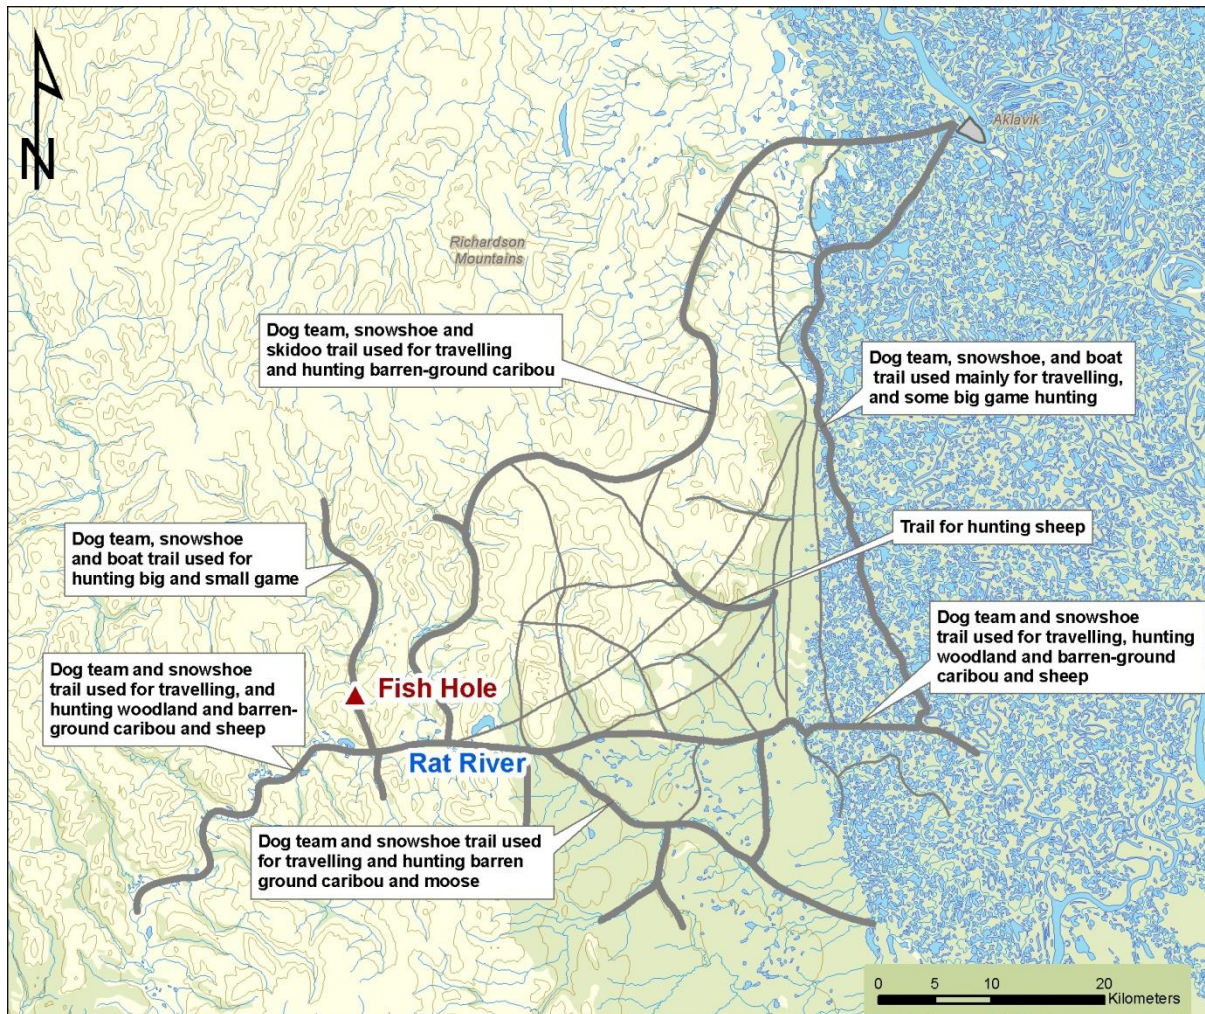 Aklavik
N
Richardson
Mountains
Dog team, snowshoe and
skidoo trail used for travelling
and hunting barren-ground caribou
Dog team, snowshoe, and boat
trail used mainly for travelling,
and some big game hunting
Trail for hunting sheep
Dog team, snowshoe
and boat trail used for
hunting big and small game
Dog team and snowshoe
trail used for travelling, hunting
woodland and barren-ground
caribou and sheep
Dog team and snowshoe
trail used for travelling, and
hunting woodland and barren-
ground caribou and sheep
Fish Hole
Rat River
Dog team and snowshoe trail used
for travelling and hunting barren
ground caribou and moose
0 5 10 20
Kilometers